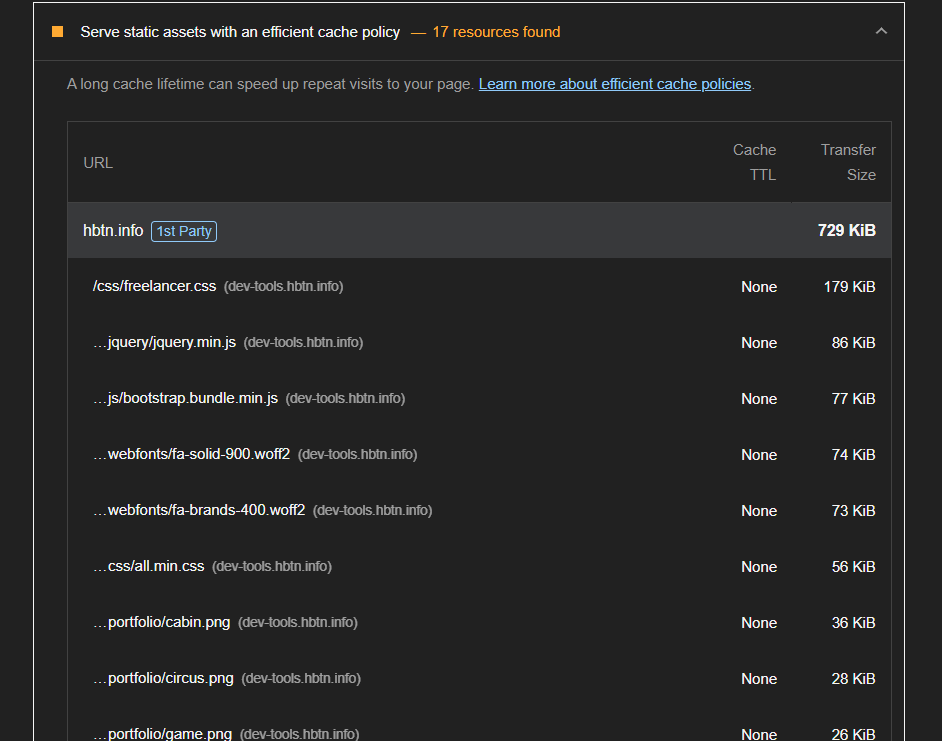 Serve static assets with an efficient cache policy — 17 resources found
A long cache lifetime can speed up repeat visits to your page. Learn more about efficient cache policies.
URL Cache TTL Transfer Size
hbtn.info 1st Party 729 KiB
/css/freelancer.css (dev-tools.hbtn.info) None 179 KiB
…jquery/jquery.min.js (dev-tools.hbtn.info) None 86 KiB
…js/bootstrap.bundle.min.js (dev-tools.hbtn.info) None 77 KiB
…webfonts/fa-solid-900.woff2 (dev-tools.hbtn.info) None 74 KiB
…webfonts/fa-brands-400.woff2 (dev-tools.hbtn.info) None 73 KiB
…css/all.min.css (dev-tools.hbtn.info) None 56 KiB
…portfolio/cabin.png (dev-tools.hbtn.info) None 36 KiB
…portfolio/circus.png (dev-tools.hbtn.info) None 28 KiB
…portfolio/game.png (dev-tools.hbtn.info) None 26 KiB